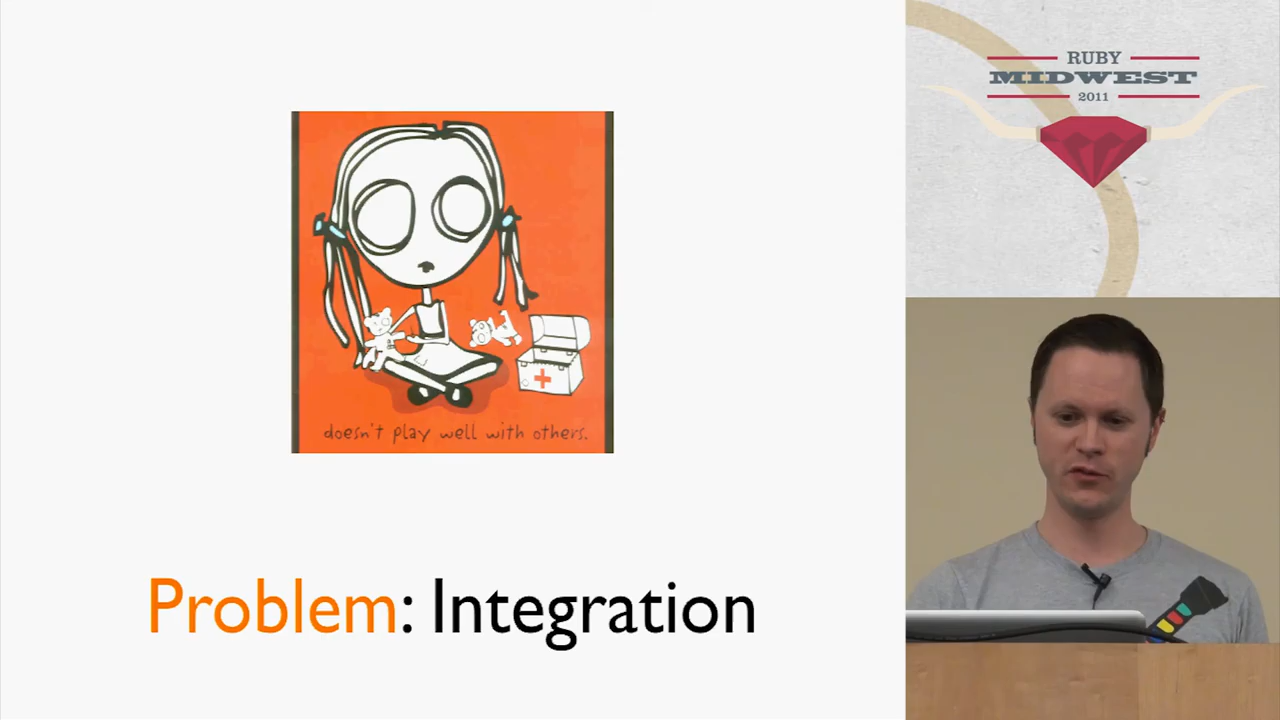 doesn't play well with others.
Problem: Integration
RUBY
MIDWEST
2011